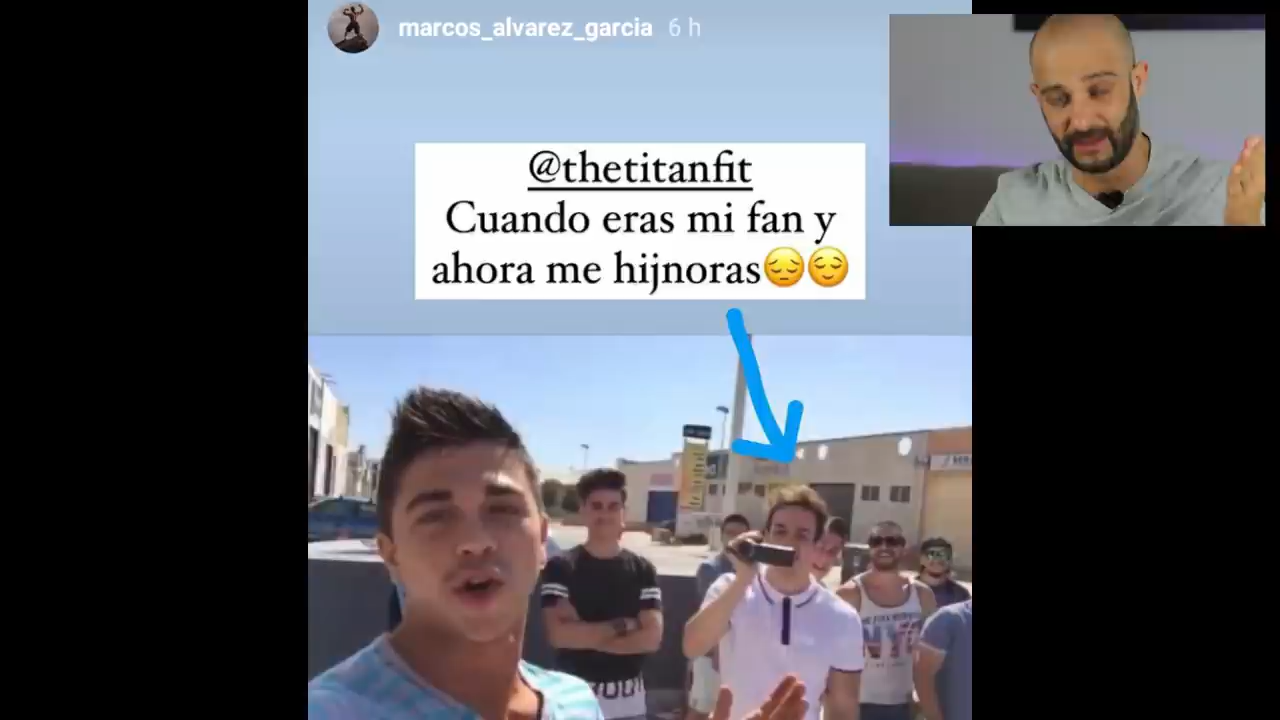 marcos_alvarez_garcia 6 h
@thetitanfit
Cuando eras mi fan y
ahora me hijnoras😔😌